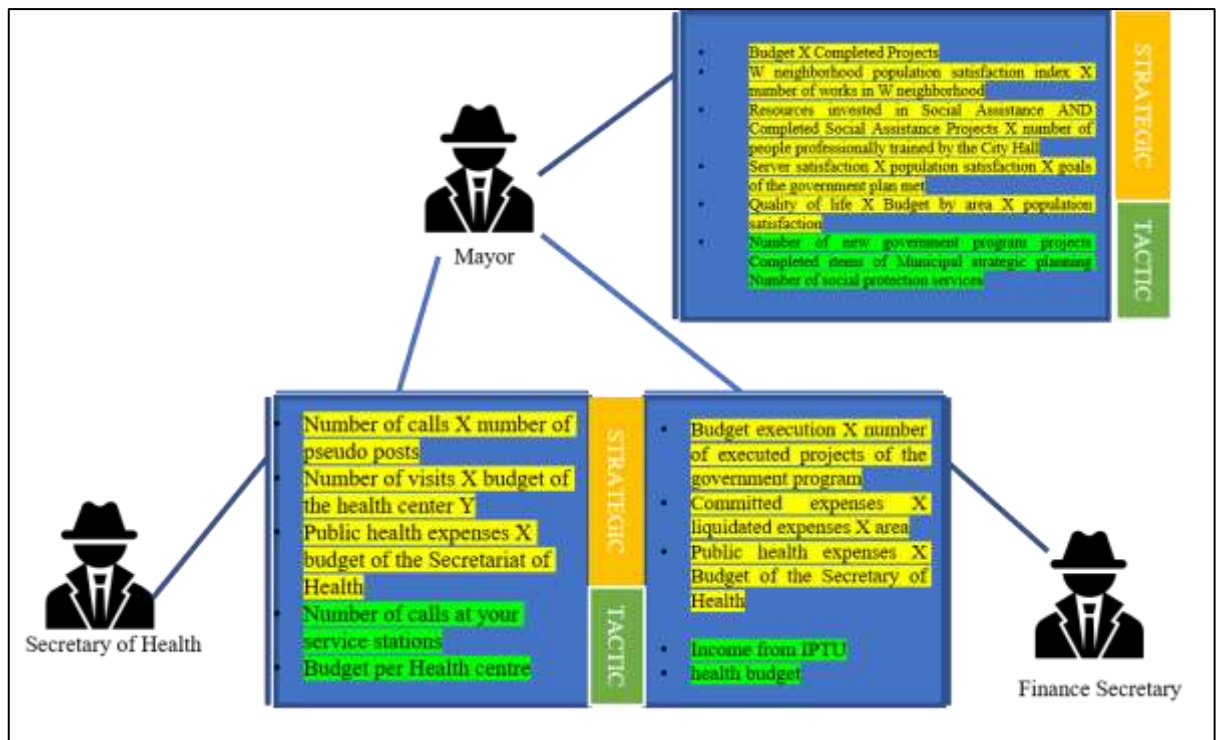 Budget X Completed Projects
W neighborhood population satisfaction index X
number of works in W neighborhood
Resources invested in Social Assistance AND
Completed Social Assistance Projects X number of
people professionally trained by the City Hall
Server satisfaction X population satisfaction X goals
of the government plan met
Quality of life X Budget by area X population
satisfaction
Number of new government program projects
Completed items of Municipal strategic planning
Number of social protection services
STRATEGIC
TACTIC
Mayor
Number of calls X number of
pseudo posts
Number of visits X budget of
the health center Y
Public health expenses X
budget of the Secretariat of
Health
Number of calls at your
service stations
Budget per Health centre
STRATEGIC
TACTIC
Budget execution X number
of executed projects of the
government program
Committed expenses X
liquidated expenses X area
Public health expenses X
Budget of the Secretary of
Health
Income from IPTU
health budget
Secretary of Health
Finance Secretary